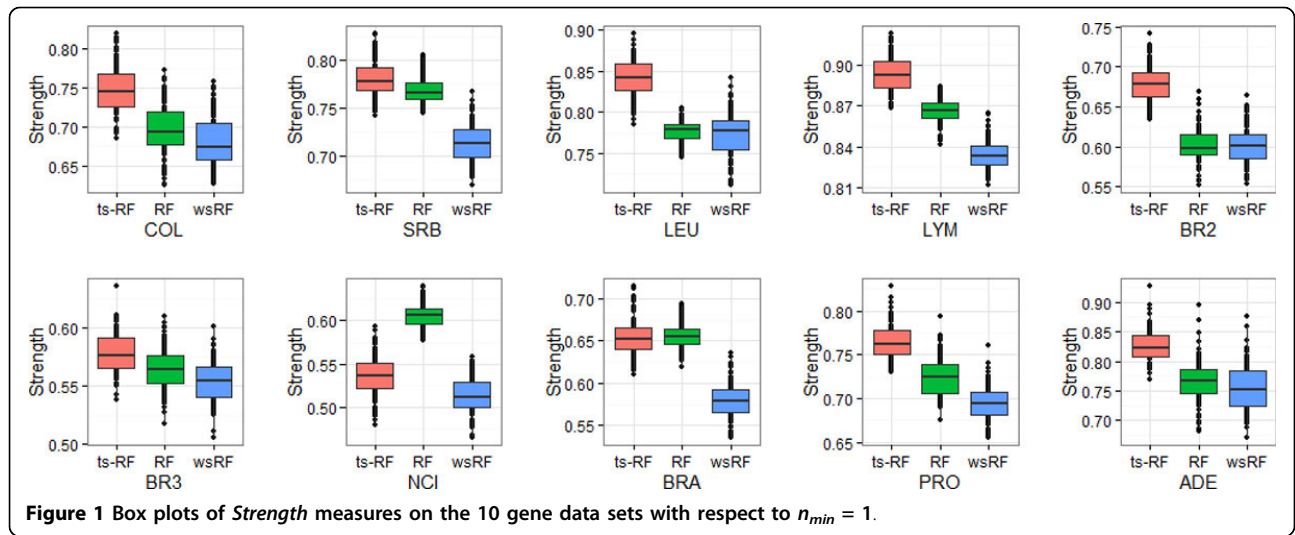 Strength
0.80
0.75
0.70
0.65
ts-RF RF wsRF
COL
Strength
0.80
0.75
0.70
ts-RF RF wsRF
SRB
Strength
0.90
0.85
0.80
0.75
ts-RF RF wsRF
LEU
Strength
0.90
0.87
0.84
0.81
ts-RF RF wsRF
LYM
Strength
0.75
0.70
0.65
0.60
0.55
ts-RF RF wsRF
BR2
Strength
0.60
0.55
0.50
ts-RF RF wsRF
BR3
Strength
0.60
0.55
0.50
ts-RF RF wsRF
NCI
Strength
0.70
0.65
0.60
0.55
ts-RF RF wsRF
BRA
Strength
0.80
0.75
0.70
0.65
ts-RF RF wsRF
PRO
Strength
0.90
0.85
0.80
0.75
0.70
ts-RF RF wsRF
ADE
Figure 1 Box plots of Strength measures on the 10 gene data sets with respect to n_min = 1.